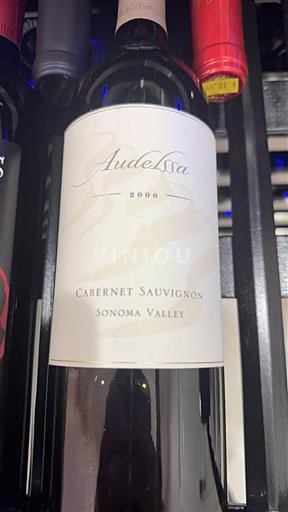 Audelssa
2006
VINIOU
CABERNET SAUVIGNON
SONOMA VALLEY
S